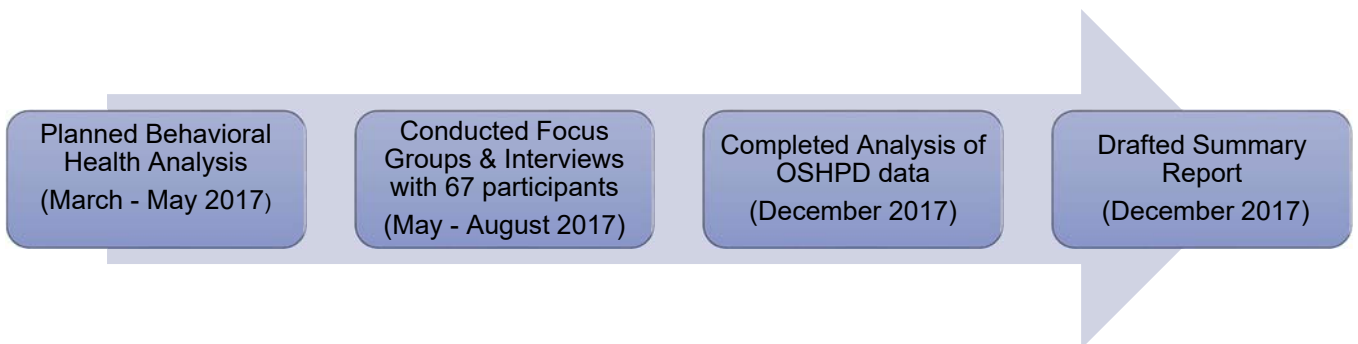 Planned Behavioral
Health Analysis
(March - May 2017)
Conducted Focus
Groups & Interviews
with 67 participants
(May - August 2017)
Completed Analysis of
OSHPD data
(December 2017)
Drafted Summary
Report
(December 2017)